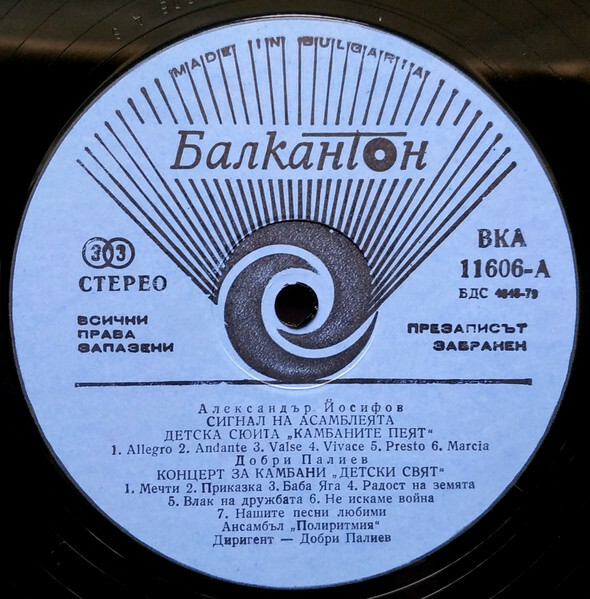 MADE IN BULGARIA
Балкантон
33
СТЕРЕО
ВКА
11606-А
БДС 4848-79
ВСИЧКИ
ПРАВА
ЗАПАЗЕНИ
ПРЕЗАПИСЪТ
ЗАБРАНЕН
Александър Йосифов
СИГНАЛ НА АСАМБЛЕЯТА
ДЕТСКА СЮИТА „КАМБАНИТЕ ПЕЯТ"
1. Allegro 2. Andante 3. Valse 4. Vivace 5. Presto 6. Marcia
Добри Палиев
КОНЦЕРТ ЗА КАМБАНИ „ДЕТСКИ СВЯТ"
1. Мечти 2. Приказка 3. Баба Яга 4. Радост на земята
5. Влак на дружбата 6. Не искаме война
7. Нашите песни любими
Ансамбъл „Полиритмия"
Диригент — Добри Палиев